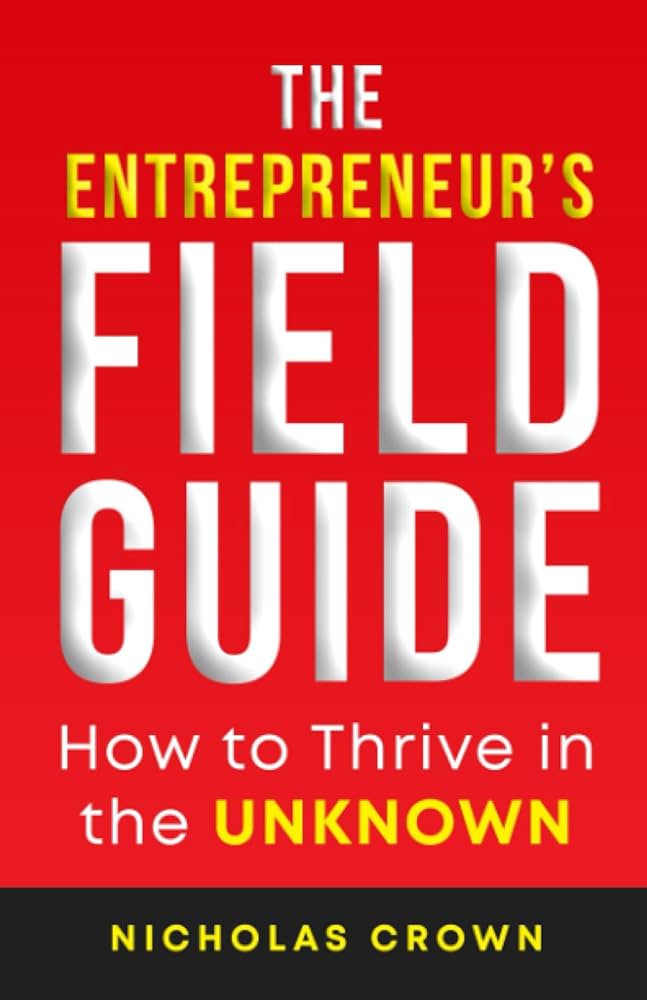 THE
ENTREPRENEUR'S
FIELD
GUIDE
How to Thrive in
the UNKNOWN
NICHOLAS CROWN